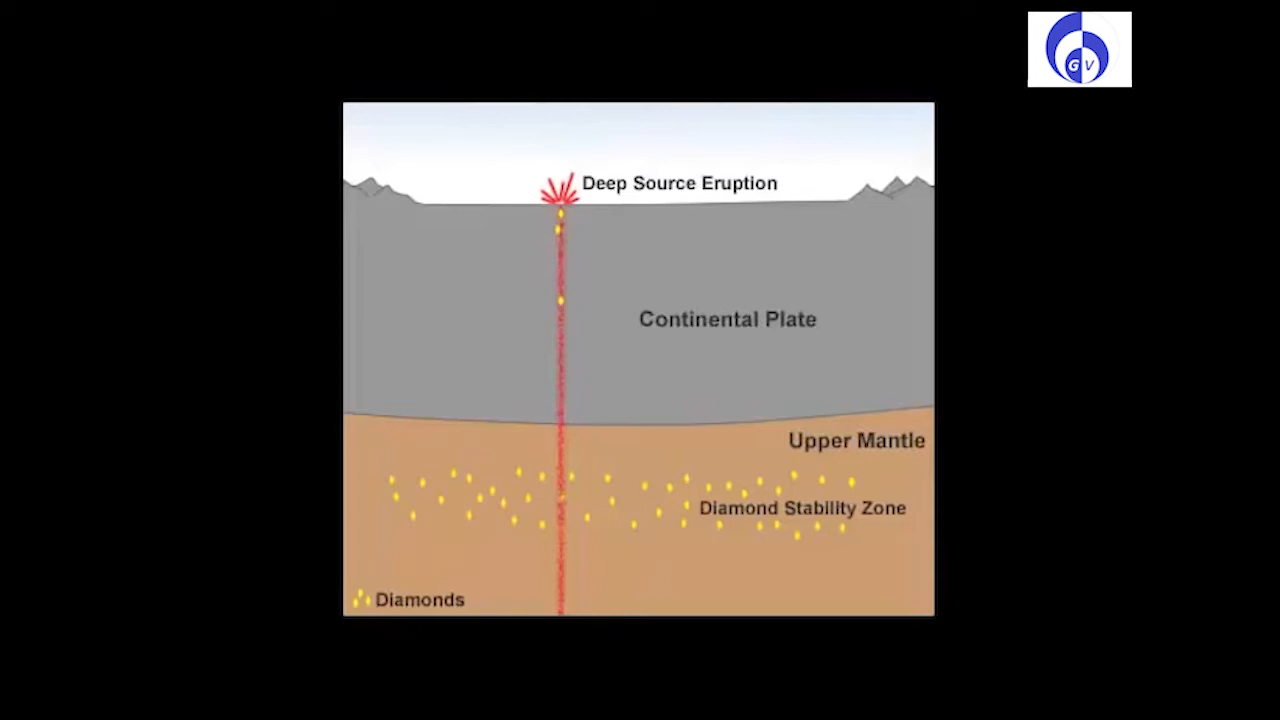 G V
Deep Source Eruption
Continental Plate
Upper Mantle
Diamond Stability Zone
Diamonds